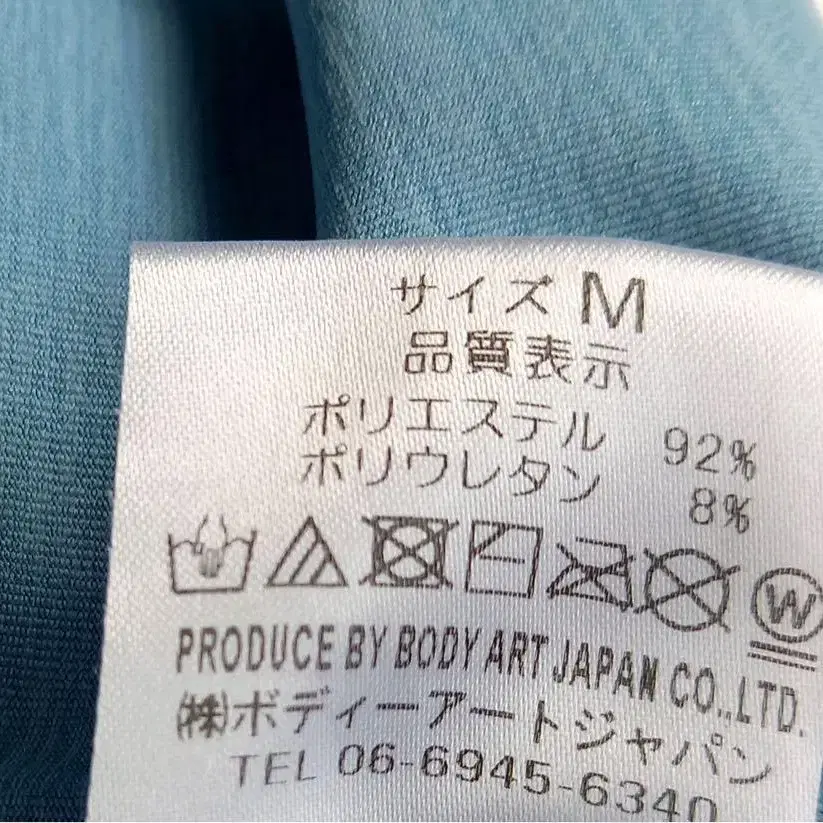 サイズ M
品質表示
ポリエステル 92%
ポリウレタン 8%
W
PRODUCE BY BODY ART JAPAN CO.,LTD.
㈱ボディーアートジャパン
TEL 06-6945-6340